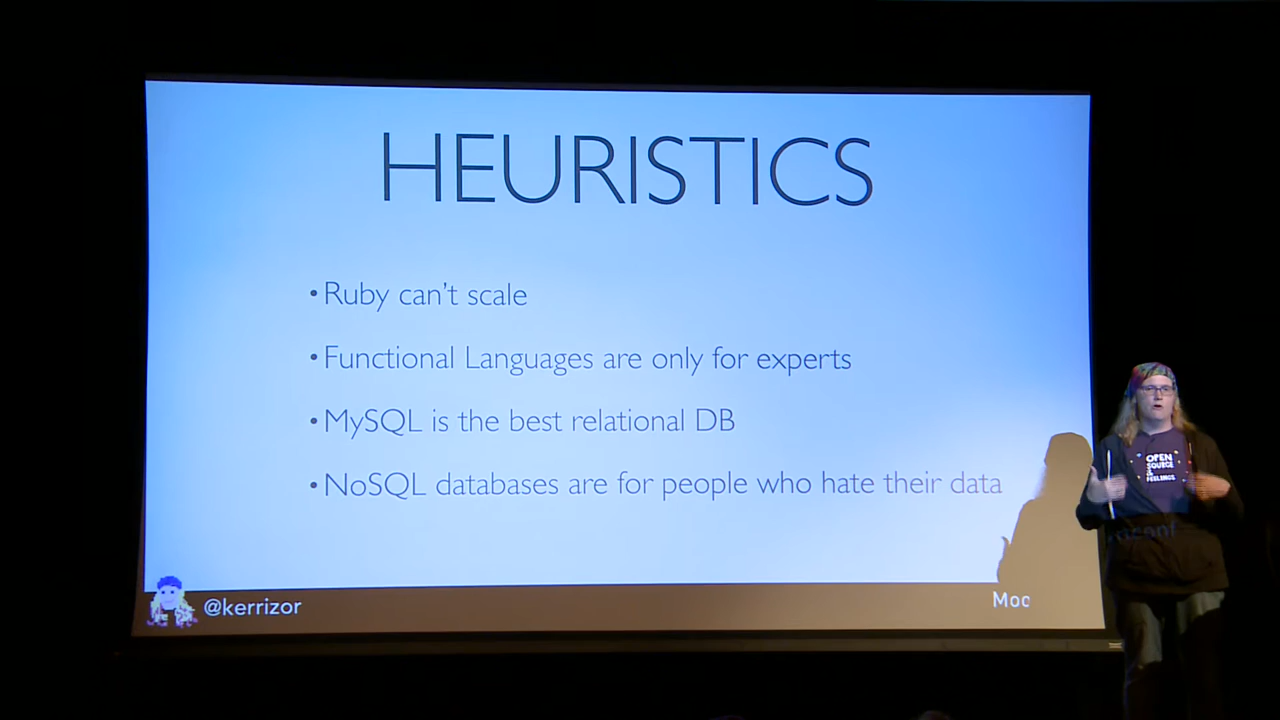 HEURISTICS
• Ruby can't scale
• Functional Languages are only for experts
• MySQL is the best relational DB
• NoSQL databases are for people who hate their data
@kerrizor
OPEN
SOURCE
FEELINGS